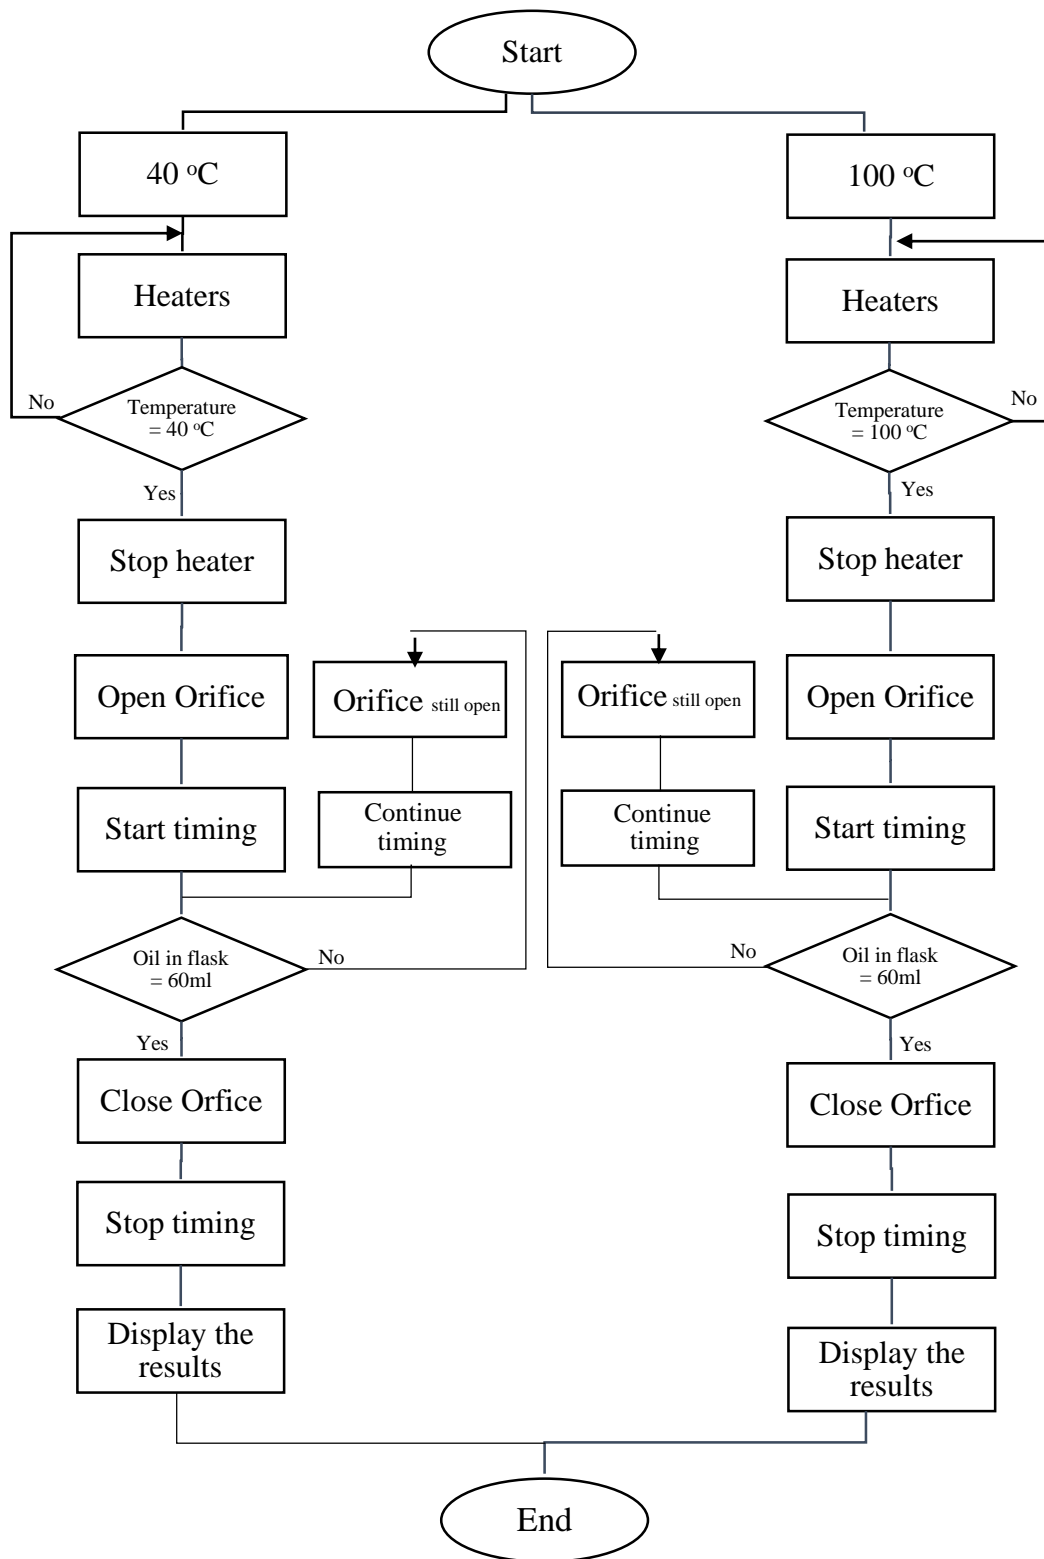 Start
40 °C
Heaters
No
Temperature
= 40 °C
Yes
Stop heater
Open Orifice
Start timing
Orifice still open
Continue
timing
Oil in flask
= 60ml
No
Yes
Close Orfice
Stop timing
Display the
results
100 °C
Heaters
Temperature
= 100 °C
No
Yes
Stop heater
Open Orifice
Start timing
Orifice still open
Continue
timing
No
Oil in flask
= 60ml
Yes
Close Orfice
Stop timing
Display the
results
End